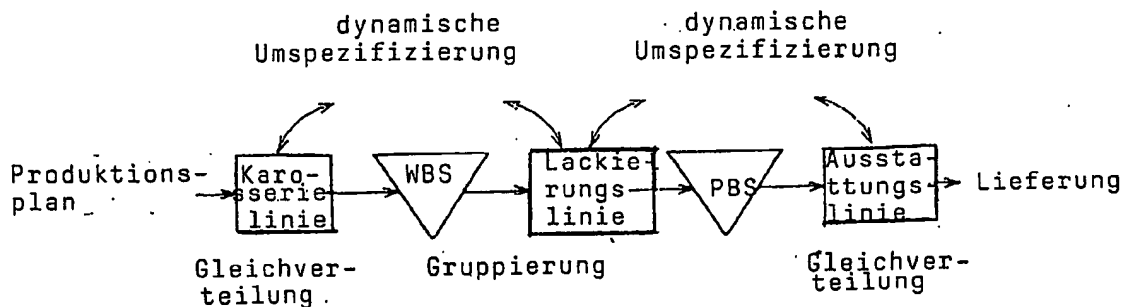 dynamische
Umspezifizierung
dynamische
Umspezifizierung
Produktions-
plan
Karo-
sserie
linie
WBS
Lackie-
rungs
linie
PBS
Aussta-
ttungs
linie
Lieferung
Gleichver-
teilung
Gruppierung
Gleichver-
teilung